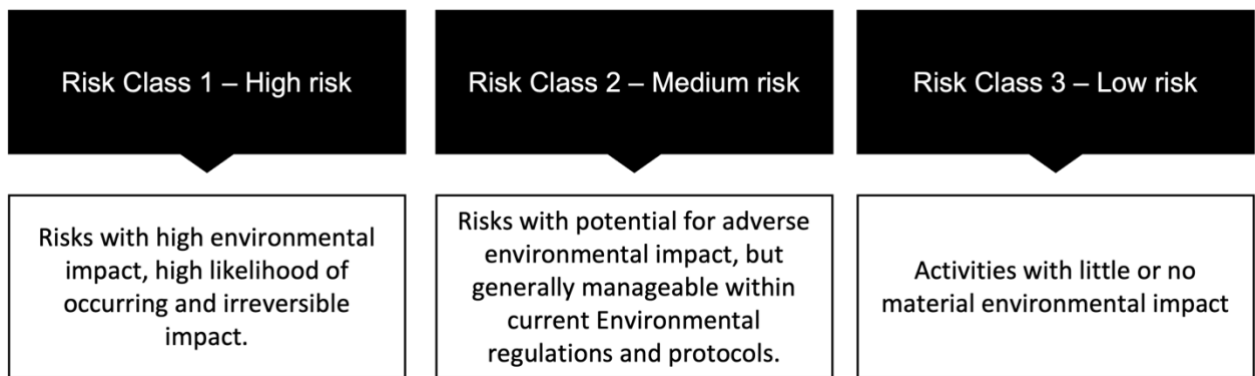 Risk Class 1 – High risk
Risks with high environmental
impact, high likelihood of
occurring and irreversible
impact.
Risk Class 2 – Medium risk
Risks with potential for adverse
environmental impact, but
generally manageable within
current Environmental
regulations and protocols.
Risk Class 3 – Low risk
Activities with little or no
material environmental impact